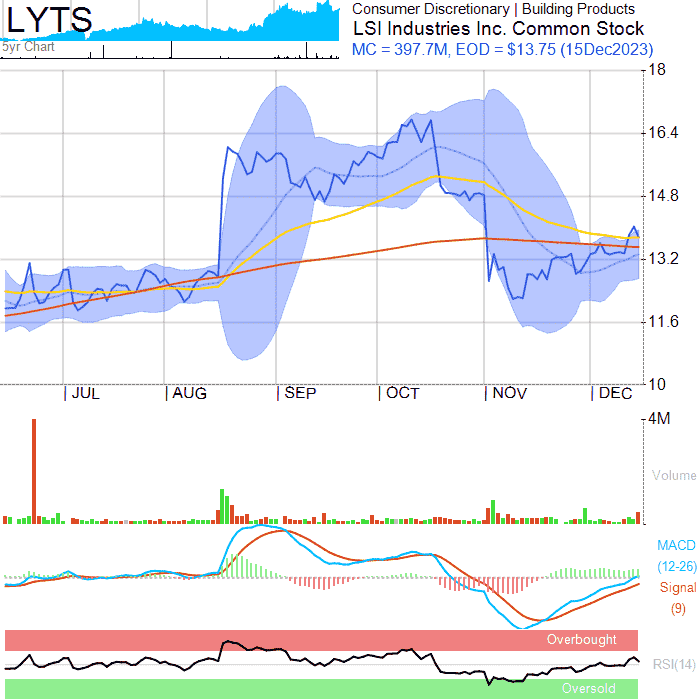 LYTS
5yr Chart
Consumer Discretionary | Building Products
LSI Industries Inc. Common Stock
MC = 397.7M, EOD = $13.75 (15Dec2023)
18
16.4
14.8
13.2
11.6
10
JUL
AUG
SEP
OCT
NOV
DEC
4M
Volume
MACD
(12-26)
Signal
(9)
Overbought
RSI(14)
Oversold